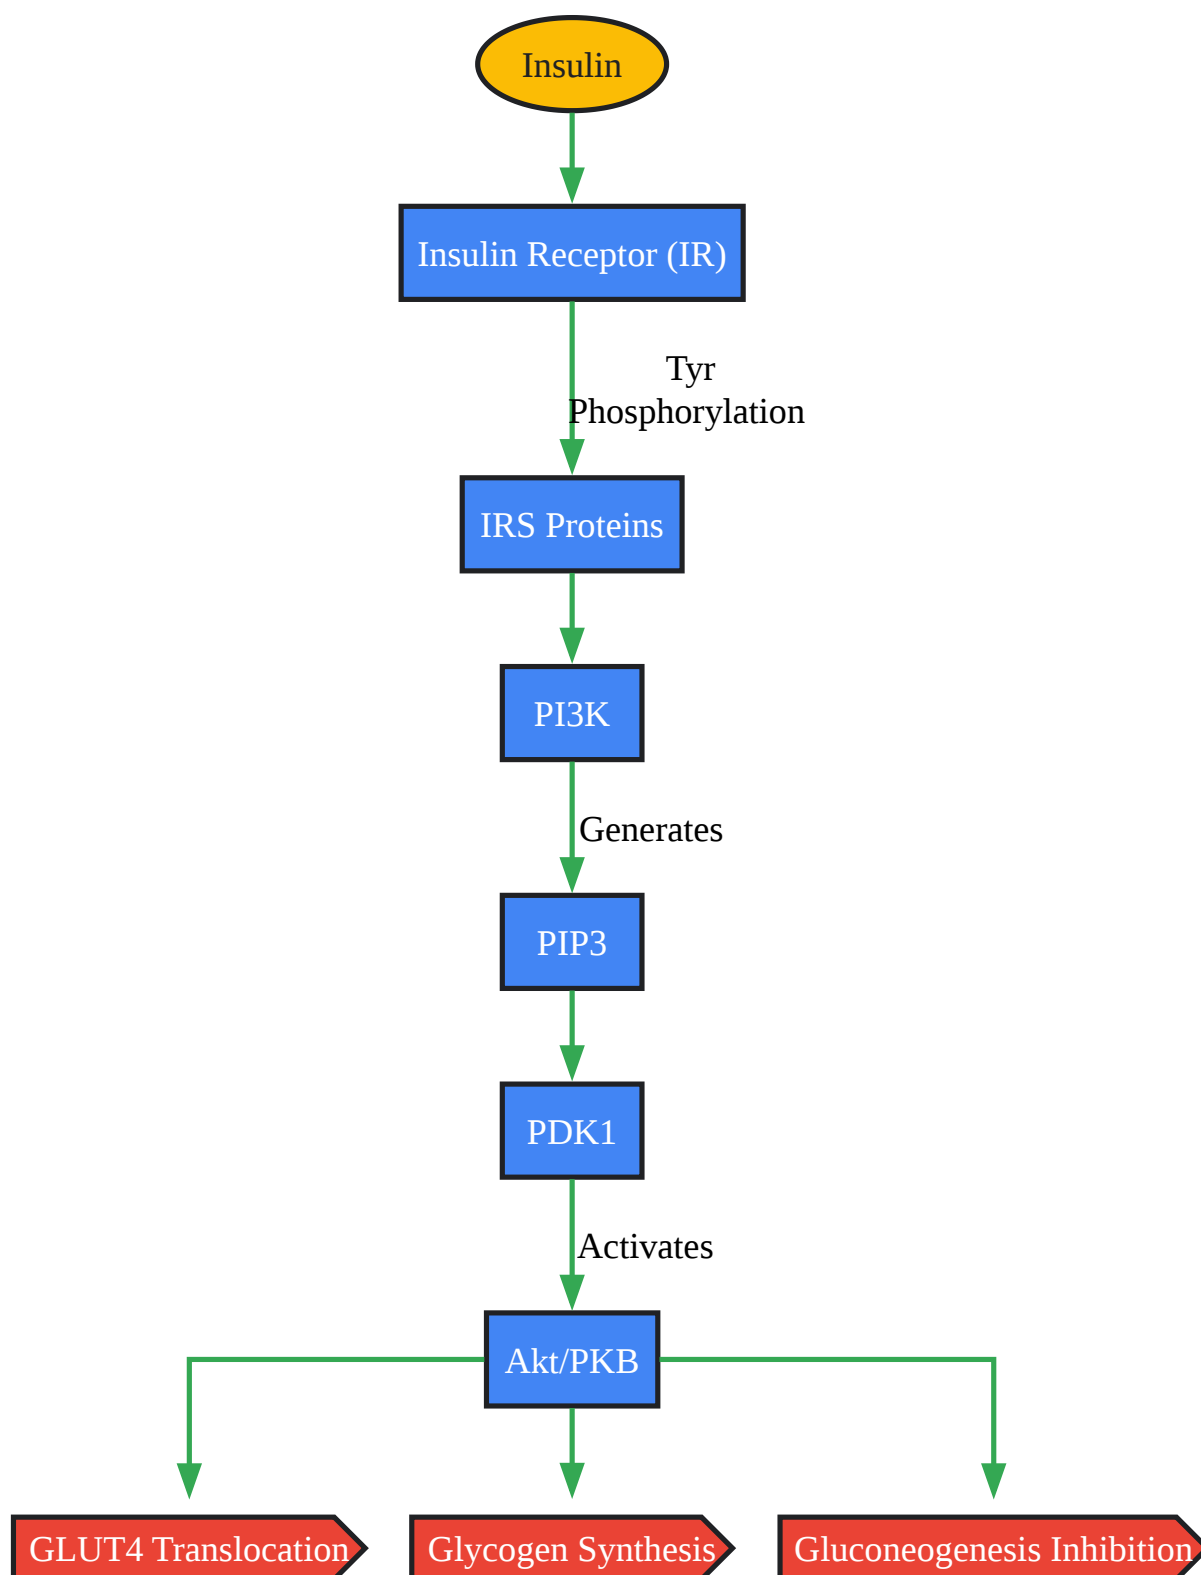 Insulin
Insulin Receptor (IR)
Tyr
Phosphorylation
IRS Proteins
PI3K
Generates
PIP3
PDK1
Activates
Akt/PKB
GLUT4 Translocation
Glycogen Synthesis
Gluconeogenesis Inhibition